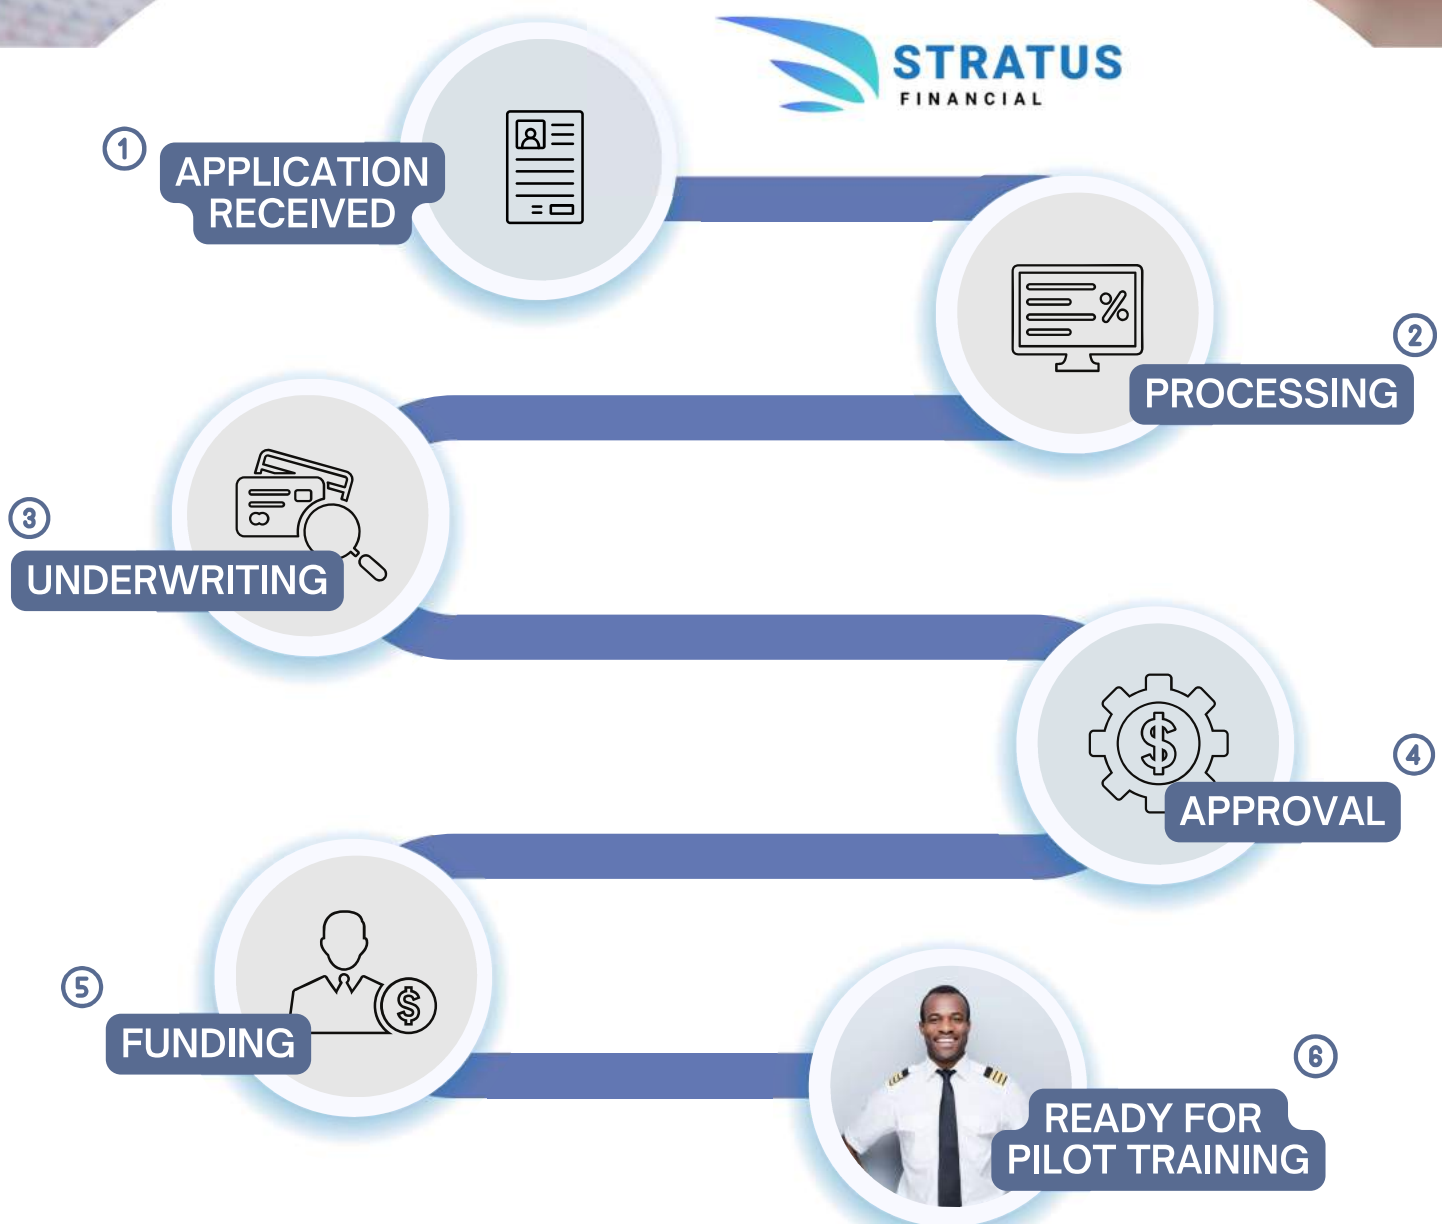 STRATUS
FINANCIAL
1
APPLICATION
RECEIVED
%
2
PROCESSING
3
UNDERWRITING
$
4
APPROVAL
5
$
FUNDING
6
READY FOR
PILOT TRAINING